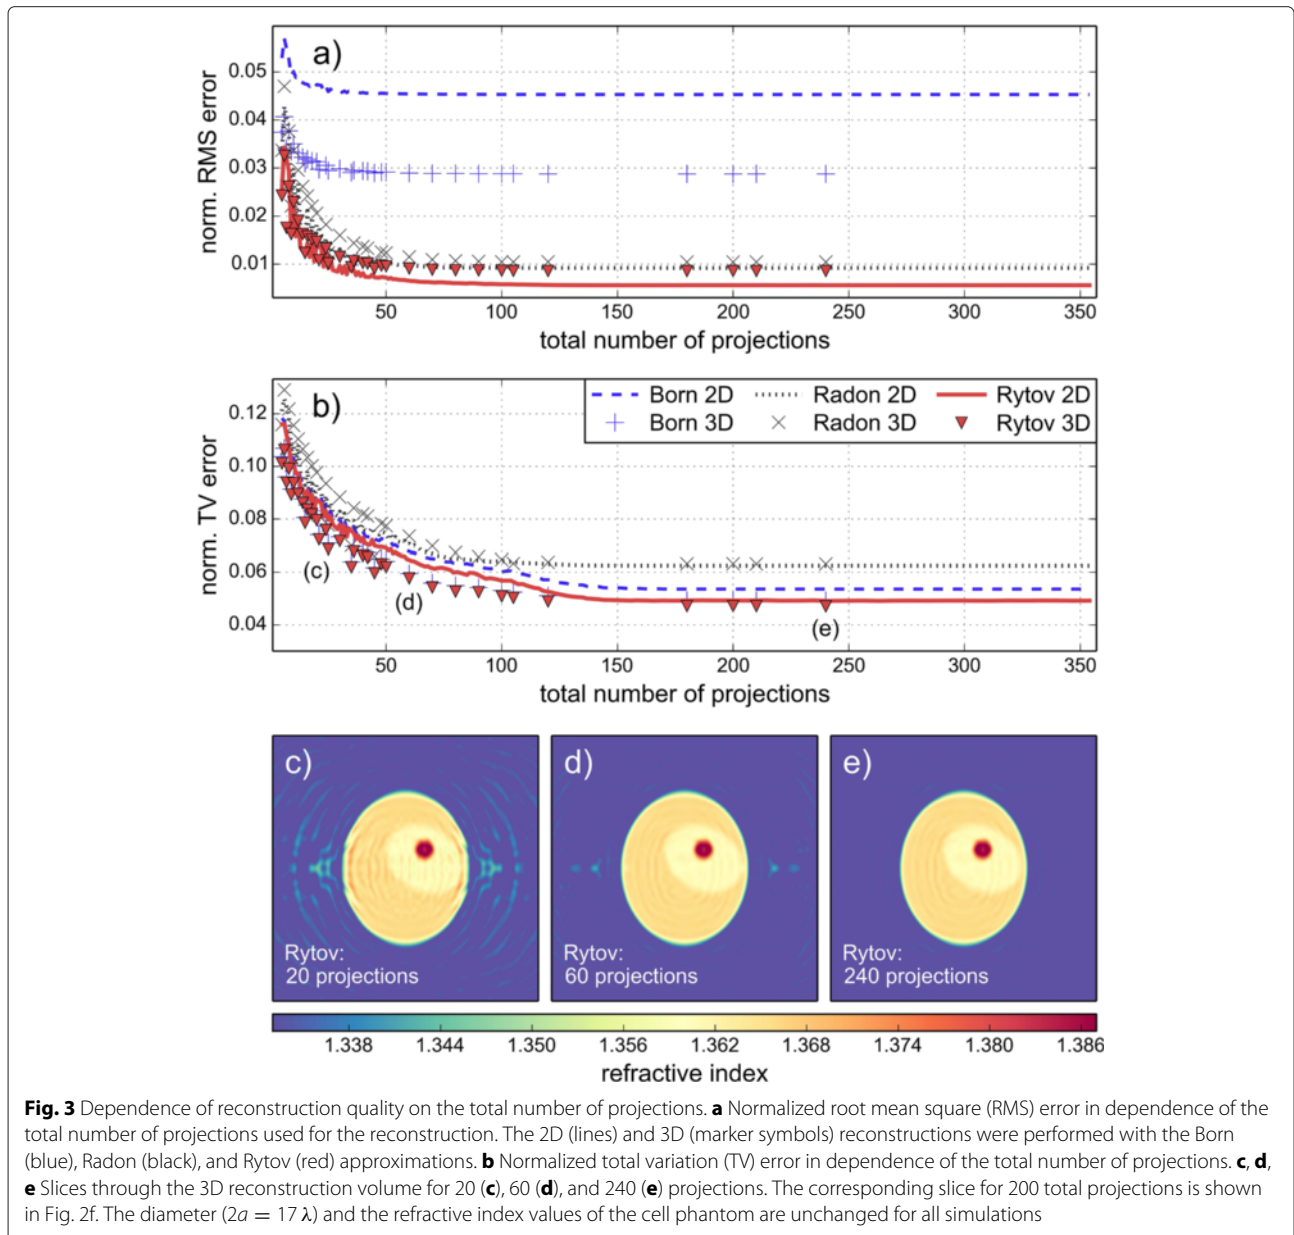 a)
norm. RMS error
0.05
0.04
0.03
0.02
0.01
50 100 150 200 250 300 350
total number of projections
b)
Born 2D Radon 2D Rytov 2D
Born 3D Radon 3D Rytov 3D
norm. TV error
0.12
0.10
0.08
0.06
0.04
(c)
(d)
(e)
50 100 150 200 250 300 350
total number of projections
c) d) e)
Rytov: Rytov: Rytov:
20 projections 60 projections 240 projections
1.338 1.344 1.350 1.356 1.362 1.368 1.374 1.380 1.386
refractive index
Fig. 3 Dependence of reconstruction quality on the total number of projections. a Normalized root mean square (RMS) error in dependence of the
total number of projections used for the reconstruction. The 2D (lines) and 3D (marker symbols) reconstructions were performed with the Born
(blue), Radon (black), and Rytov (red) approximations. b Normalized total variation (TV) error in dependence of the total number of projections. c, d,
e Slices through the 3D reconstruction volume for 20 (c), 60 (d), and 240 (e) projections. The corresponding slice for 200 total projections is shown
in Fig. 2f. The diameter (2a = 17 λ) and the refractive index values of the cell phantom are unchanged for all simulations